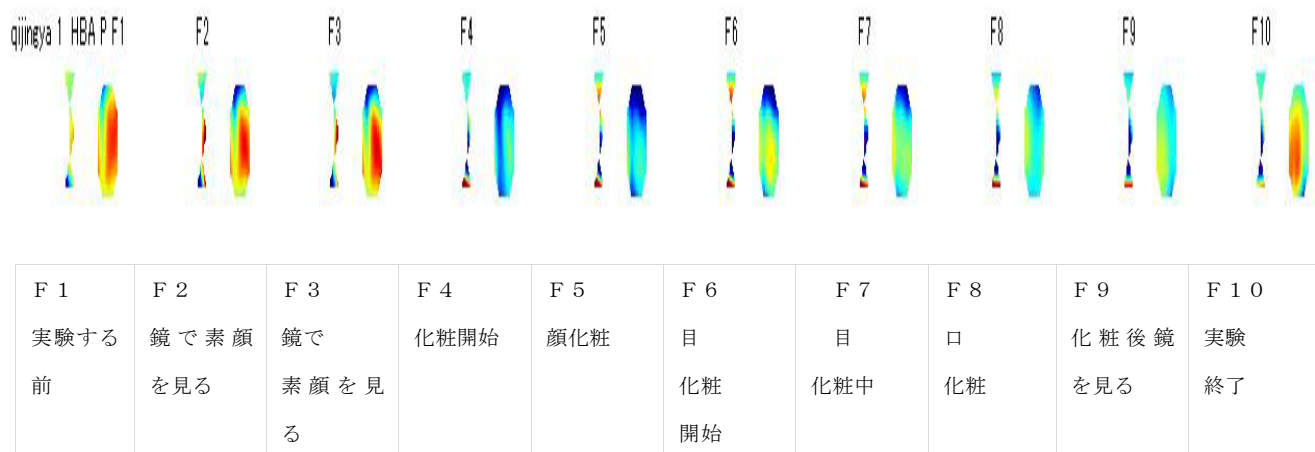 qijingya 1 HBA P F1 F2 F3 F4 F5 F6 F7 F8 F9 F10
Ｆ１
実験する
前
Ｆ２
鏡で素顔
を見る
Ｆ３
鏡で
素顔を見
る
Ｆ４
化粧開始
Ｆ５
顔化粧
Ｆ６
目
化粧
開始
Ｆ７
目
化粧中
Ｆ８
口
化粧
Ｆ９
化粧後鏡
を見る
Ｆ１０
実験
終了